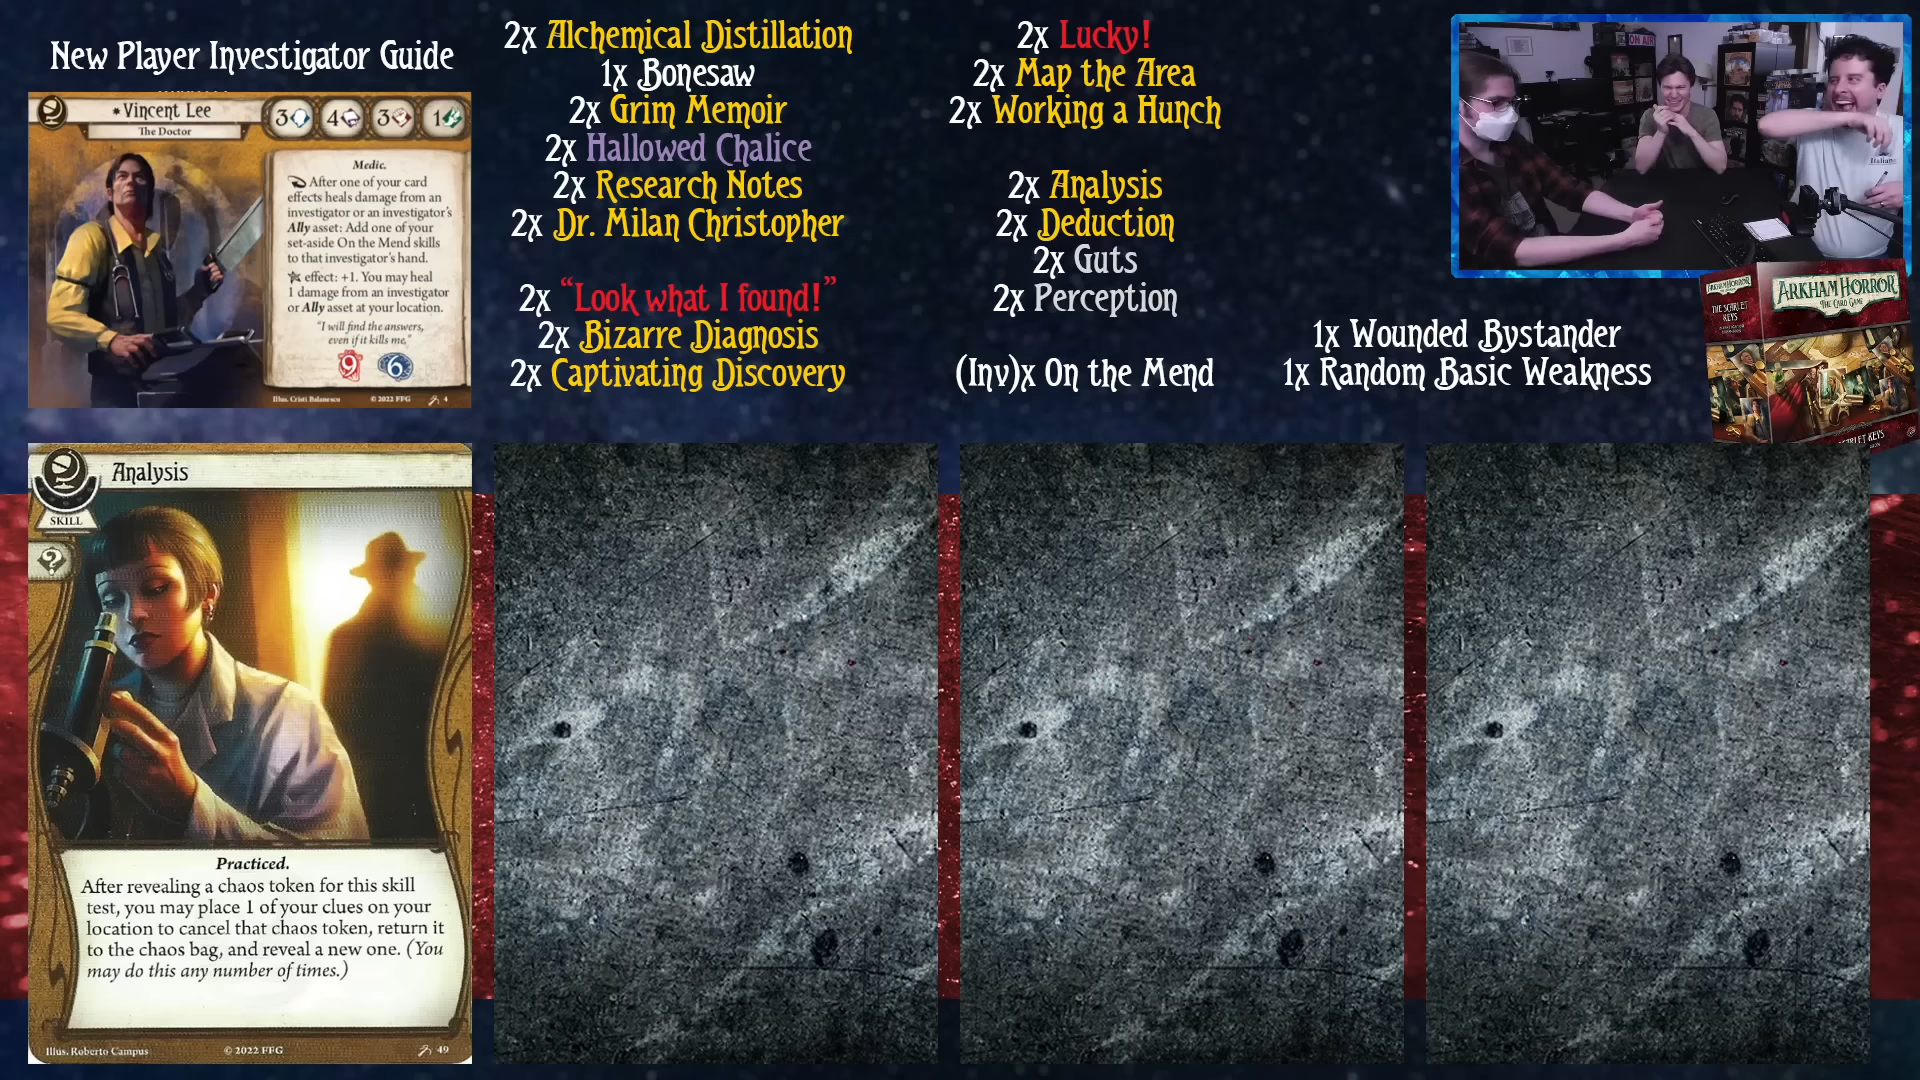 New Player Investigator Guide
Vincent Lee
The Doctor
3
4
3
1
Medic.
After one of your card
effects heals damage from an
investigator or an investigator's
Ally asset: Add one of your
set-aside On the Mend skills
to that investigator's hand.
effect: +1. You may heal
1 damage from an investigator
or Ally asset at your location.
"I will find the answers,
even if it kills me."
9
6
Illus. Cristi Balanescu
© 2022 FFG
4
2x Alchemical Distillation
1x Bonesaw
2x Grim Memoir
2x Hallowed Chalice
2x Research Notes
2x Dr. Milan Christopher
2x “Look what I found!”
2x Bizarre Diagnosis
2x Captivating Discovery
2x Lucky!
2x Map the Area
2x Working a Hunch
2x Analysis
2x Deduction
2x Guts
2x Perception
(Inv)x On the Mend
1x Wounded Bystander
1x Random Basic Weakness
ON AIR
Italian
ARKHAM HORROR
THE CARD GAME
THE SCARLET
KEYS
SCARLET KEYS
Analysis
SKILL
?
Practiced.
After revealing a chaos token for this skill
test, you may place 1 of your clues on your
location to cancel that chaos token, return it
to the chaos bag, and reveal a new one. (You
may do this any number of times.)
Illus. Roberto Campus
© 2022 FFG
49